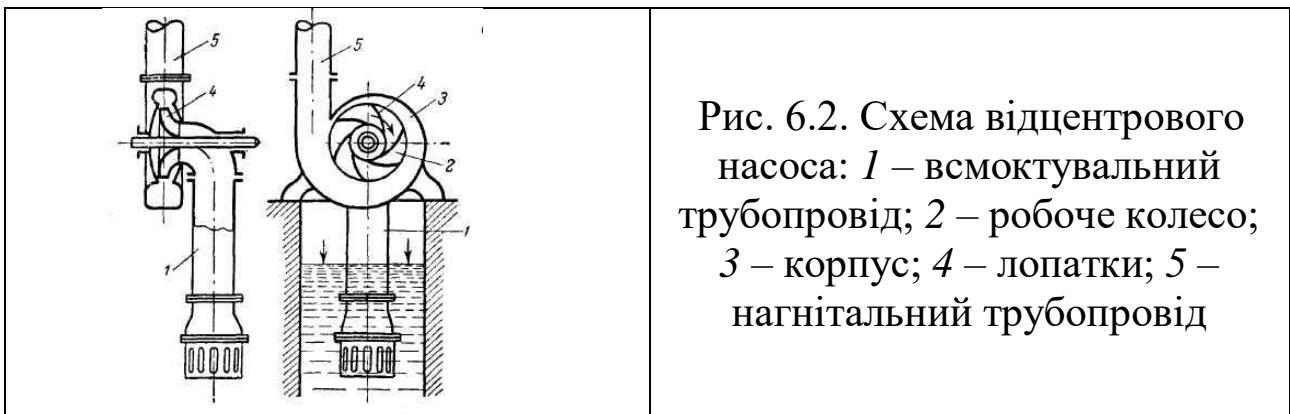 5
4
1
5
4
3
2
1
Рис. 6.2. Схема відцентрового
насоса: 1 – всмоктувальний
трубопровід; 2 – робоче колесо;
3 – корпус; 4 – лопатки; 5 –
нагнітальний трубопровід